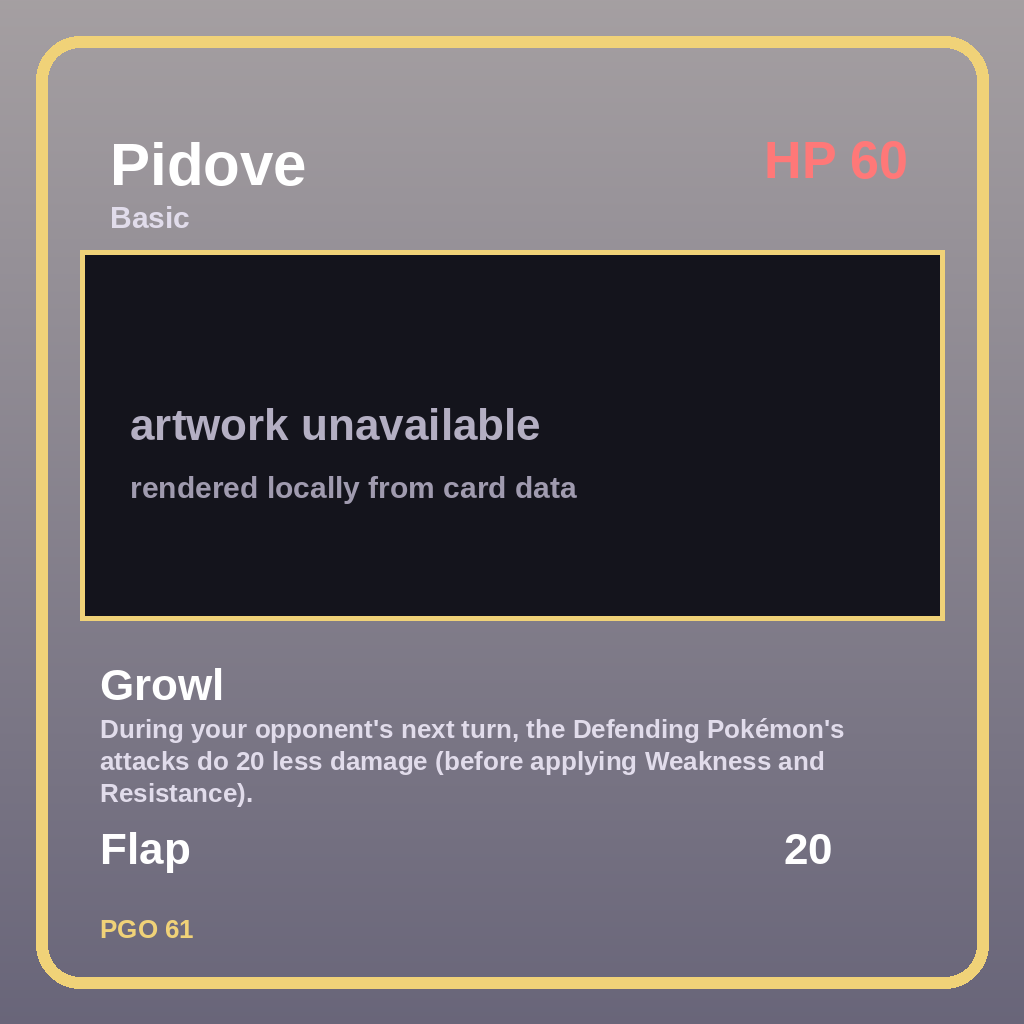 Pidove
HP 60
Basic
artwork unavailable
rendered locally from card data
Growl
During your opponent's next turn, the Defending Pokémon's
attacks do 20 less damage (before applying Weakness and
Resistance).
Flap
20
PGO 61